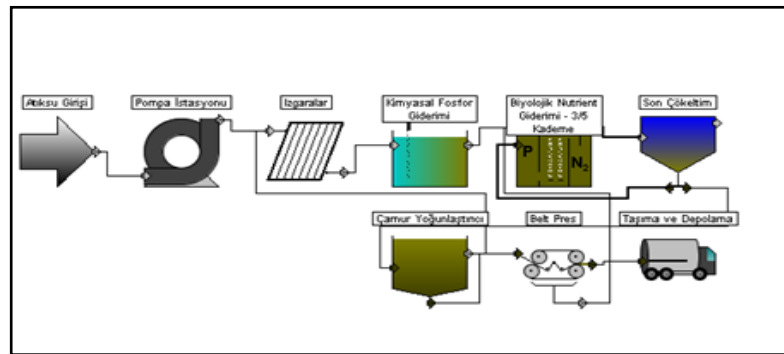 Atıksu Girişi
Pompa İstasyonu
Izgaralar
Kimyasal Fosfor
Giderimi
Biyolojik Nutrient
Giderimi - 3/5
Kademe
Son Çökeltim
P
N2
Çamur Yoğunlaştırıcı
Belt Pres
Taşıma ve Depolama